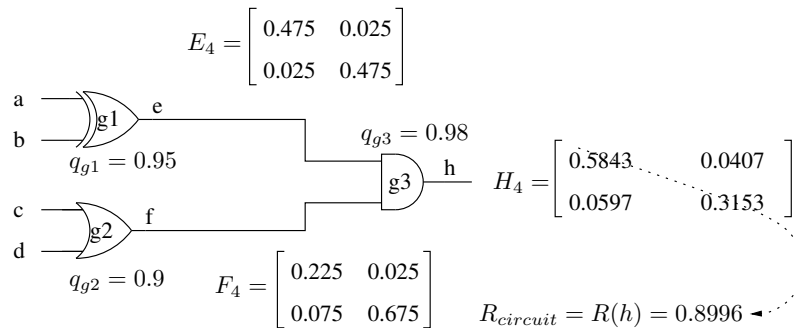 E4 = [0.475 0.025
0.025 0.475]
a
b
g1
e
q_g1 = 0.95
q_g3 = 0.98
g3
h
H4 = [0.5843 0.0407
0.0597 0.3153]
c
d
g2
f
q_g2 = 0.9
F4 = [0.225 0.025
0.075 0.675]
R_circuit = R(h) = 0.8996